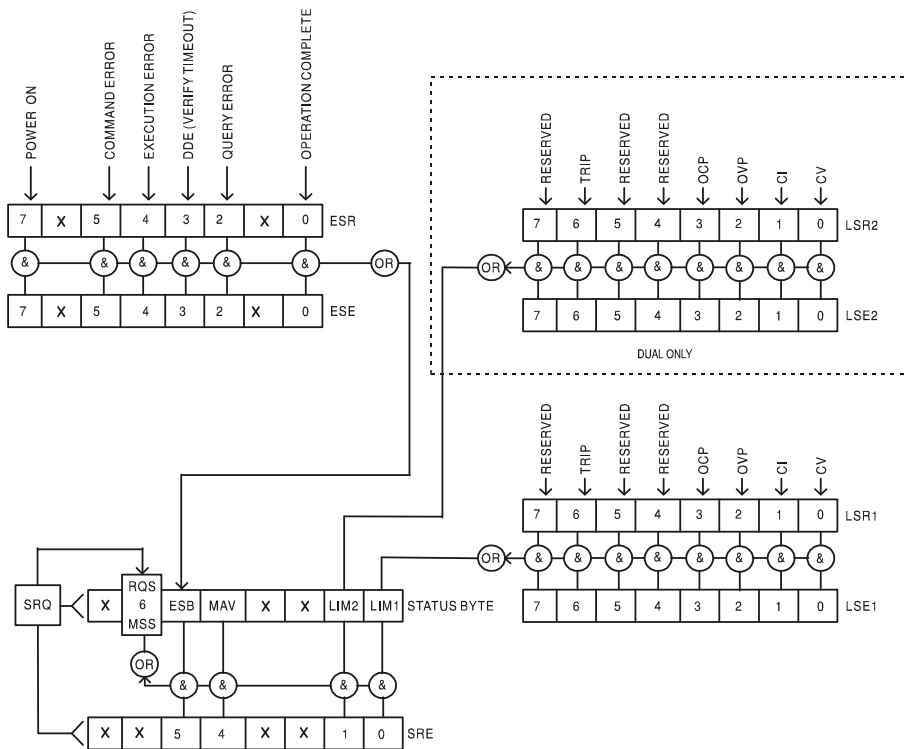 POWER ON
COMMAND ERROR
EXECUTION ERROR
DDE (VERIFY TIMEOUT)
QUERY ERROR
OPERATION COMPLETE
7 X 5 4 3 2 X 0 ESR
& & & & & & OR
7 X 5 4 3 2 X 0 ESE
RESERVED
TRIP
RESERVED
RESERVED
OCP
OVP
CI
CV
7 6 5 4 3 2 1 0 LSR2
OR & & & & & & & &
7 6 5 4 3 2 1 0 LSE2
DUAL ONLY
RESERVED
TRIP
RESERVED
RESERVED
OCP
OVP
CI
CV
7 6 5 4 3 2 1 0 LSR1
OR & & & & & & & &
7 6 5 4 3 2 1 0 LSE1
SRQ
X
RQS
6
MSS
ESB MAV X X LIM2 LIM1 STATUS BYTE
OR
& & & &
X X 5 4 X X 1 0 SRE